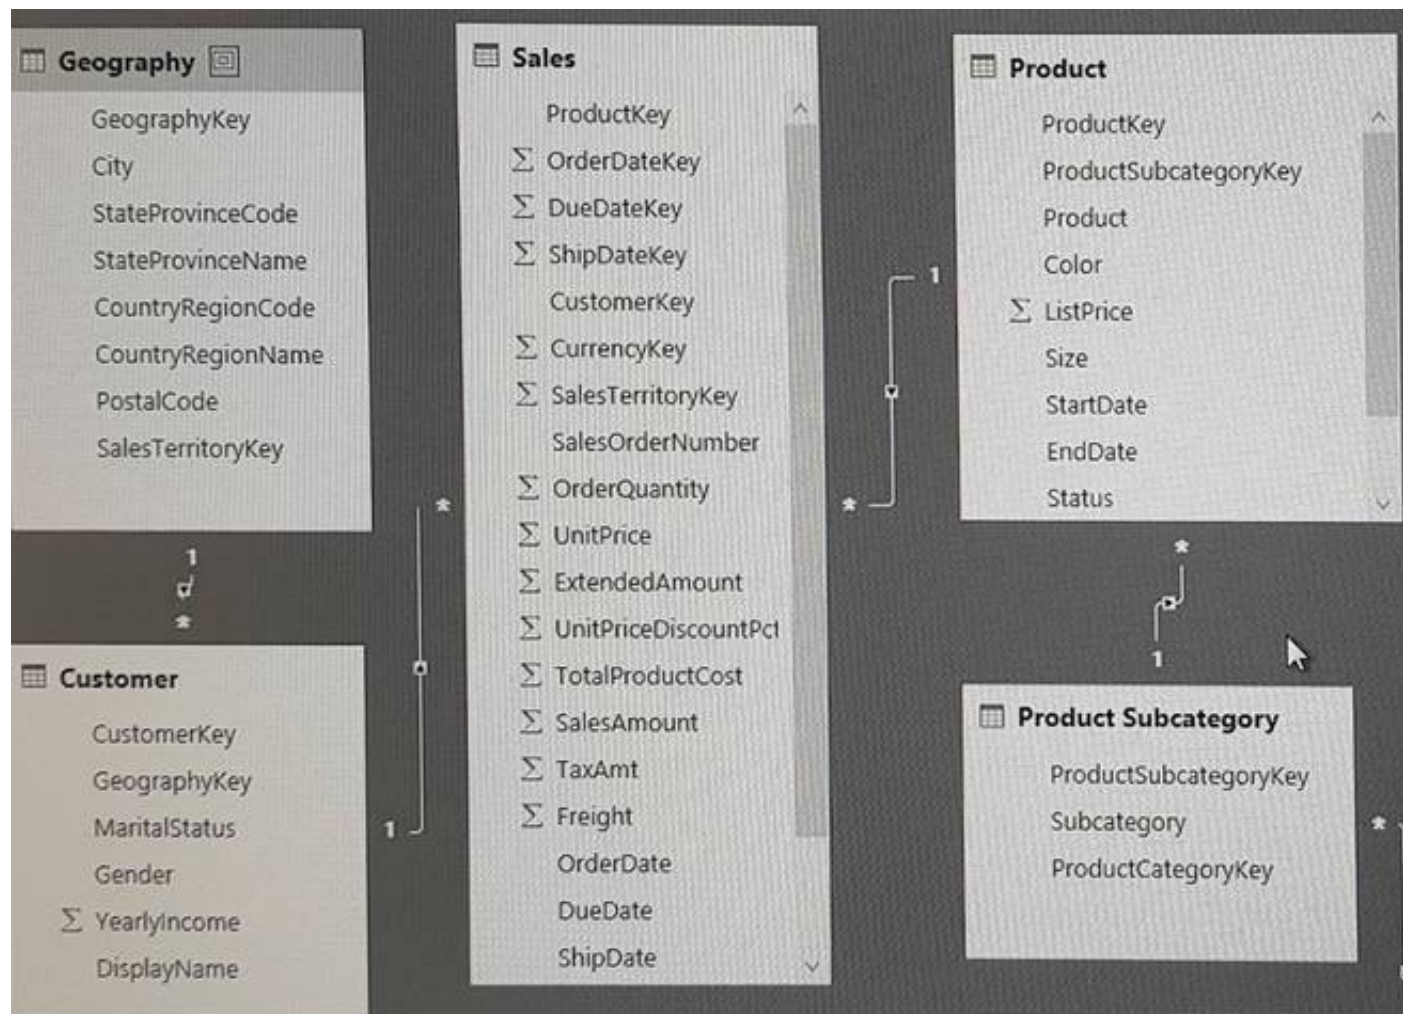 Geography
GeographyKey
City
StateProvinceCode
StateProvinceName
CountryRegionCode
CountryRegionName
PostalCode
SalesTerritoryKey
1
*
Customer
CustomerKey
GeographyKey
MaritalStatus
Gender
Σ YearlyIncome
DisplayName
*
1
Sales
ProductKey
Σ OrderDateKey
Σ DueDateKey
Σ ShipDateKey
CustomerKey
Σ CurrencyKey
Σ SalesTerritoryKey
SalesOrderNumber
Σ OrderQuantity
Σ UnitPrice
Σ ExtendedAmount
Σ UnitPriceDiscountPct
Σ TotalProductCost
Σ SalesAmount
Σ TaxAmt
Σ Freight
OrderDate
DueDate
ShipDate
1
*
Product
ProductKey
ProductSubcategoryKey
Product
Color
Σ ListPrice
Size
StartDate
EndDate
Status
*
1
Product Subcategory
ProductSubcategoryKey
Subcategory
ProductCategoryKey
*